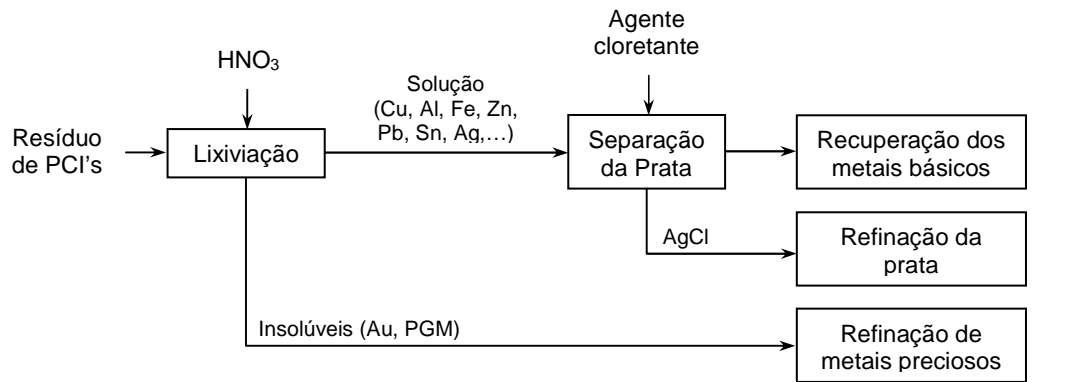 Agente
cloretante
HNO₃
Solução
(Cu, Al, Fe, Zn,
Pb, Sn, Ag,...)
Resíduo
de PCI's
Lixiviação
Separação
da Prata
Recuperação dos
metais básicos
AgCl
Refinação da
prata
Insolúveis (Au, PGM)
Refinação de
metais preciosos